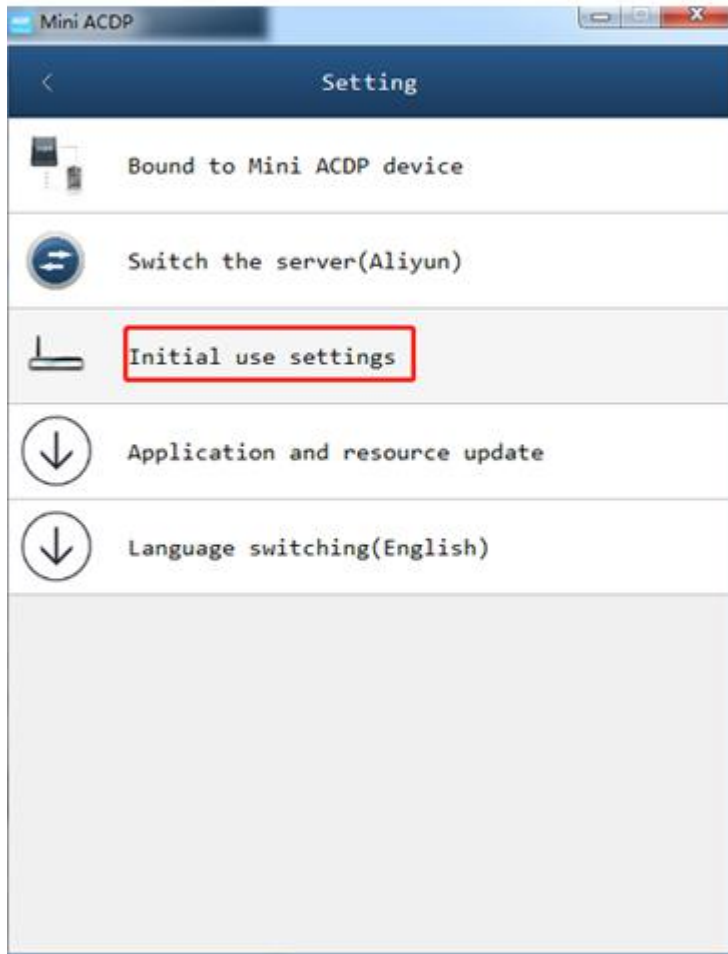 Mini ACDP
Setting
Bound to Mini ACDP device
Switch the server(Aliyun)
Initial use settings
Application and resource update
Language switching(English)